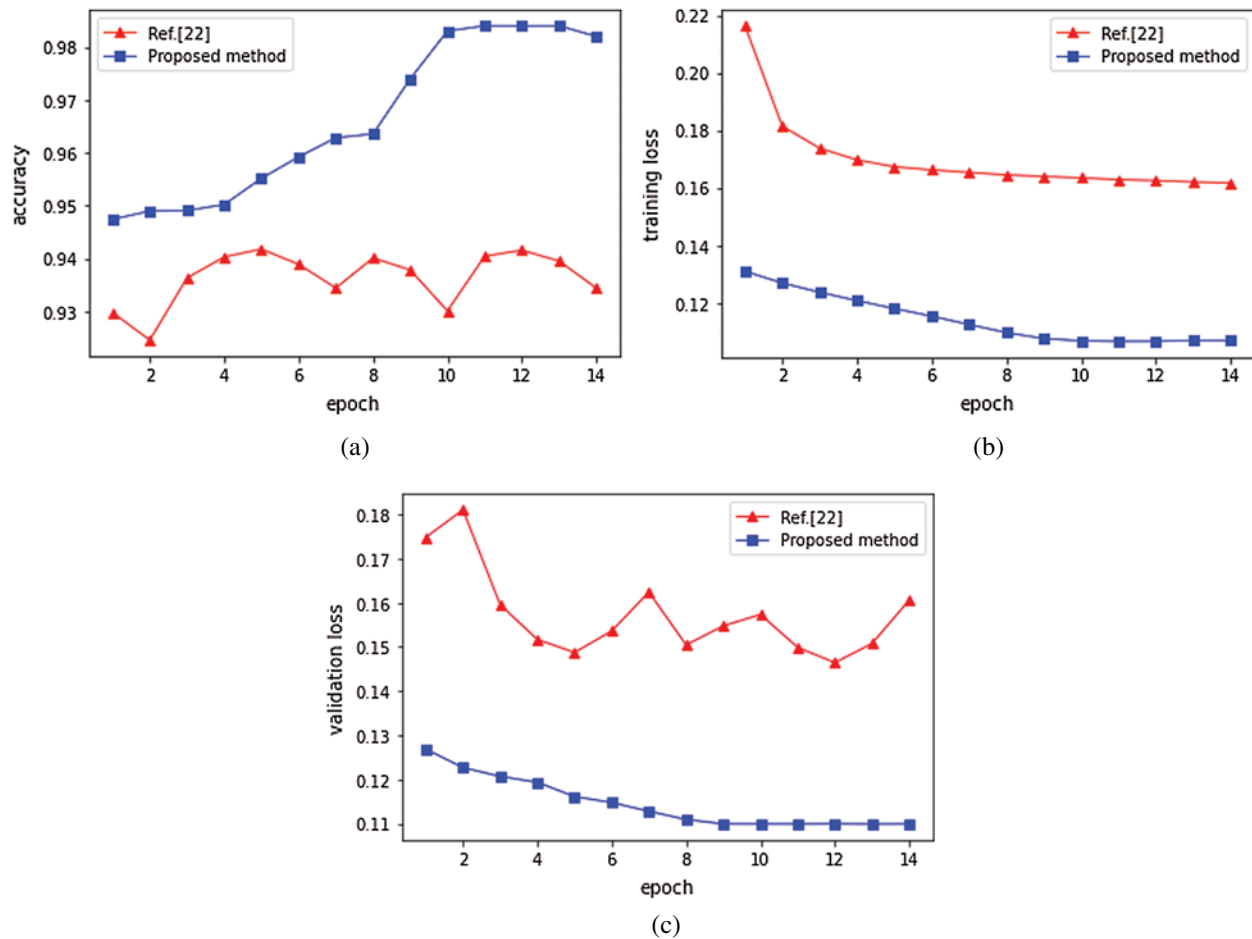 Ref.[22]
Proposed method
0.98
0.97
0.96
0.95
0.94
0.93
accuracy
2 4 6 8 10 12 14
epoch
(a)
Ref.[22]
Proposed method
0.22
0.20
0.18
0.16
0.14
0.12
training loss
2 4 6 8 10 12 14
epoch
(b)
Ref.[22]
Proposed method
0.18
0.17
0.16
0.15
0.14
0.13
0.12
0.11
validation loss
2 4 6 8 10 12 14
epoch
(c)